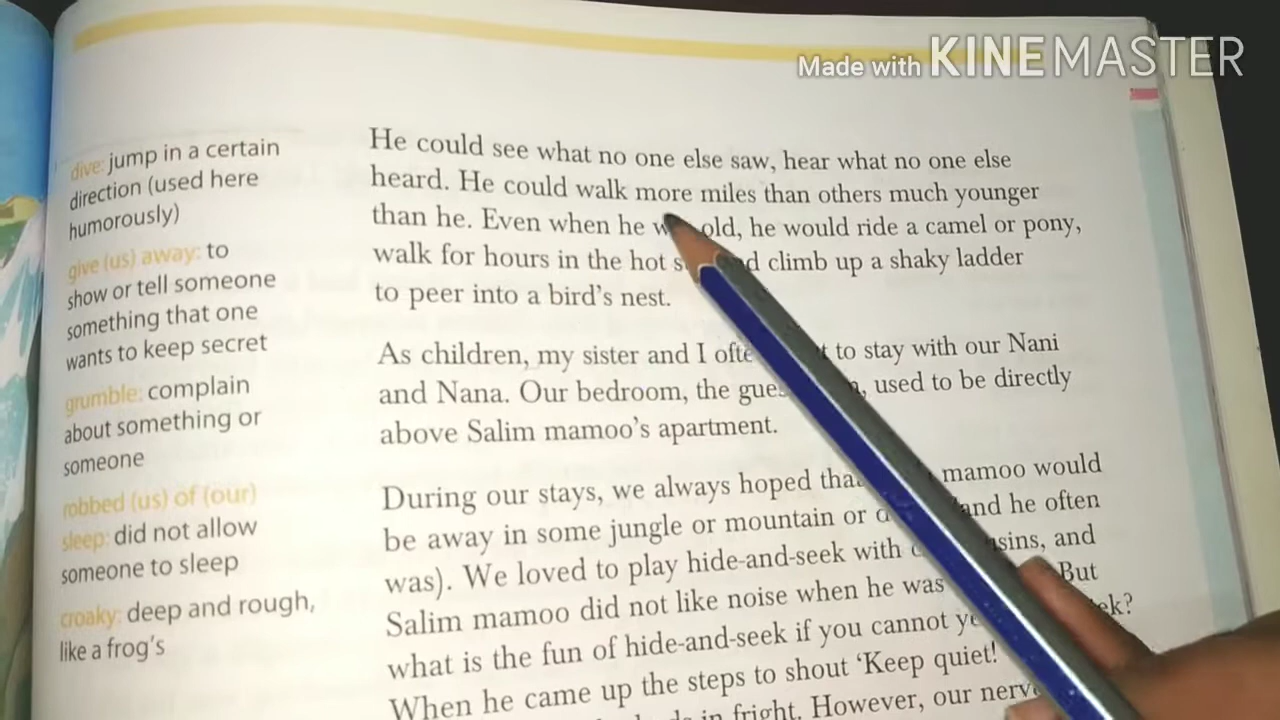 Made with KINEMASTER
dive: jump in a certain
direction (used here
humorously)
give (us) away: to
show or tell someone
something that one
wants to keep secret
grumble: complain
about something or
someone
robbed (us) of (our)
sleep: did not allow
someone to sleep
croaky: deep and rough,
like a frog's
He could see what no one else saw, hear what no one else
heard. He could walk more miles than others much younger
than he. Even when he old, he would ride a camel or pony,
walk for hours in the hot climb up a shaky ladder
to peer into a bird's nest.
As children, my sister and I to stay with our Nani
and Nana. Our bedroom, the used to be directly
above Salim mamoo's apartment.
During our stays, we always hoped mamoo would
be away in some jungle or mountain or and he often
was). We loved to play hide-and-seek with and
Salim mamoo did not like noise when he was But
what is the fun of hide-and-seek if you cannot
When he came up the steps to shout 'Keep quiet!
in fright. However, our